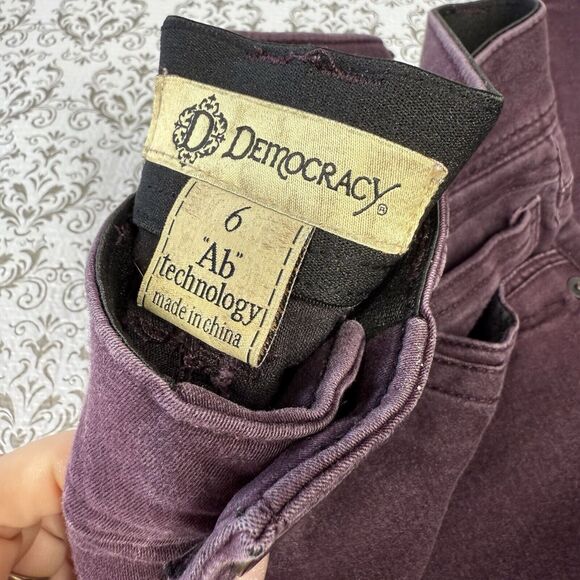 D DEMOCRACY®
6
"Ab"
technology
made in china